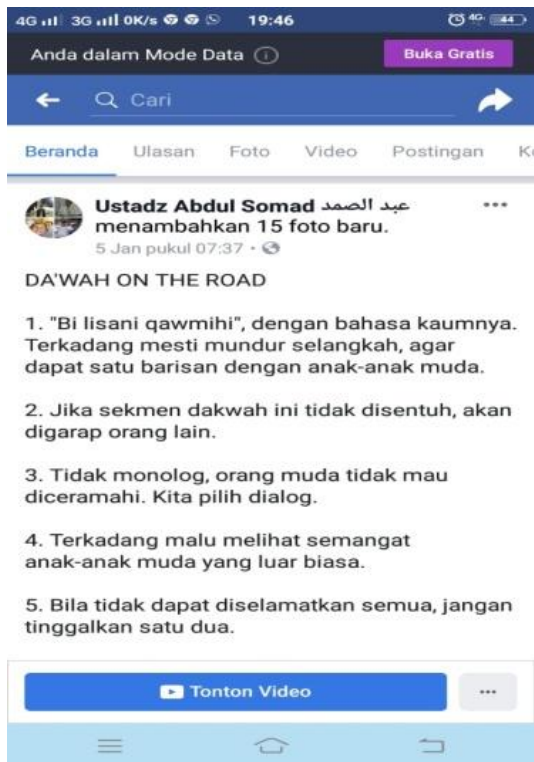 4G 3G 0K/s 19:46 4G 44
Anda dalam Mode Data Buka Gratis
Cari
Beranda Ulasan Foto Video Postingan K
Ustadz Abdul Somad عبد الصمد
menambahkan 15 foto baru.
5 Jan pukul 07:37 •
DA'WAH ON THE ROAD
1. "Bi lisani qawmihi", dengan bahasa kaumnya.
Terkadang mesti mundur selangkah, agar
dapat satu barisan dengan anak-anak muda.
2. Jika sekmen dakwah ini tidak disentuh, akan
digarap orang lain.
3. Tidak monolog, orang muda tidak mau
diceramahi. Kita pilih dialog.
4. Terkadang malu melihat semangat
anak-anak muda yang luar biasa.
5. Bila tidak dapat diselamatkan semua, jangan
tinggalkan satu dua.
Tonton Video